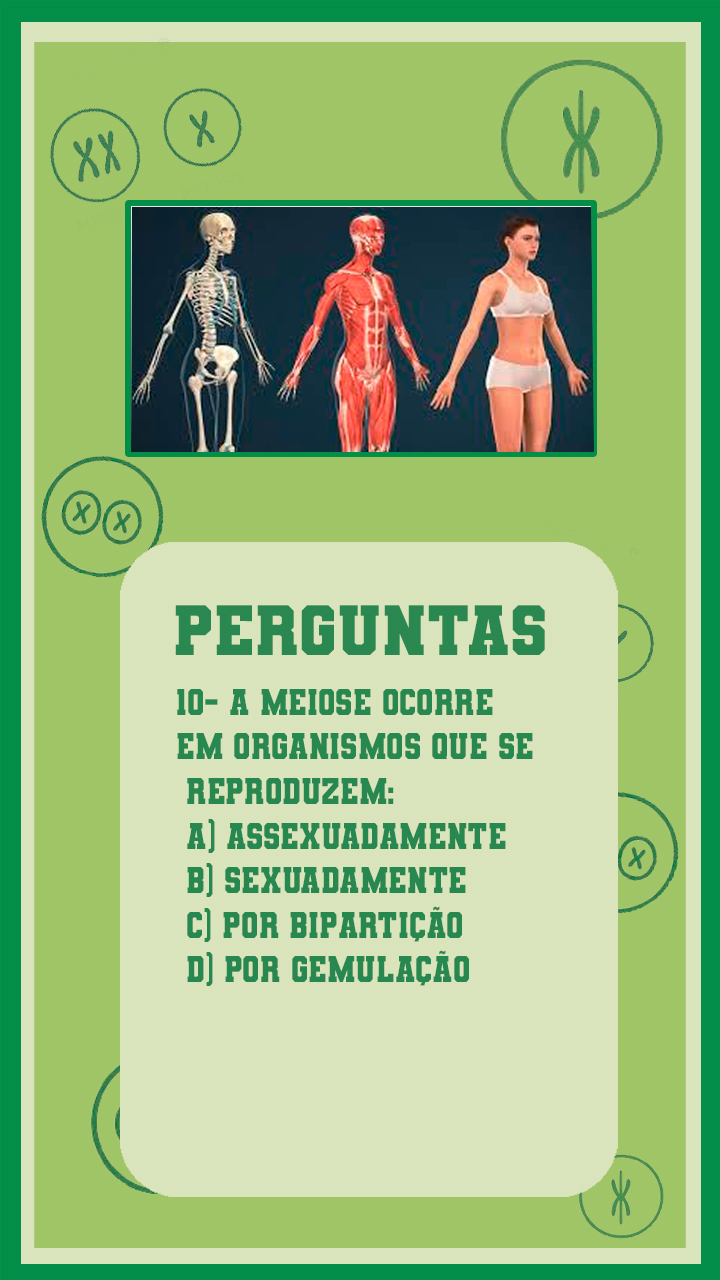 PERGUNTAS
10- A MEIOSE OCORRE
EM ORGANISMOS QUE SE
REPRODUZEM:
A) ASSEXUADAMENTE
B) SEXUADAMENTE
C) POR BIPARTIÇÃO
D) POR GEMULAÇÃO